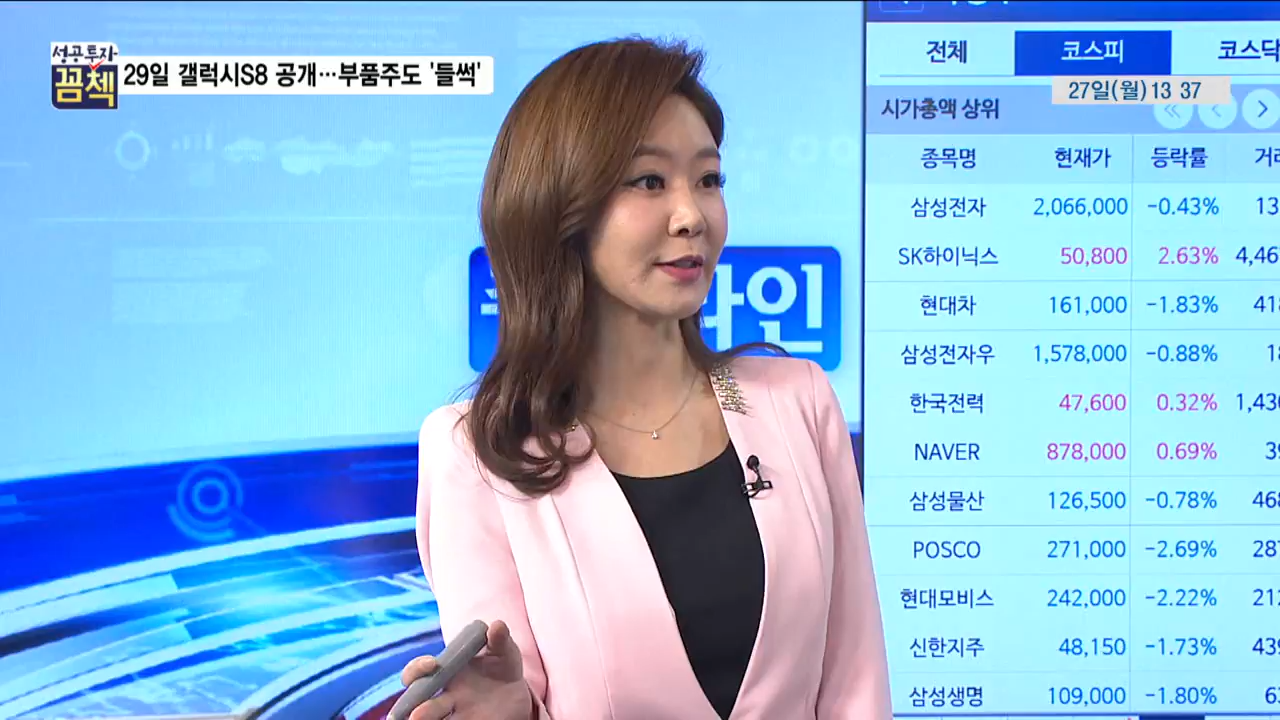 성공투자
꼼첵
29일 갤럭시S8 공개…부품주도 '들썩'
라인
전체 코스피 코스닥
27일(월) 13 37
시가총액 상위
종목명 현재가 등락률
삼성전자 2,066,000 -0.43%
SK하이닉스 50,800 2.63%
현대차 161,000 -1.83%
삼성전자우 1,578,000 -0.88%
한국전력 47,600 0.32%
NAVER 878,000 0.69%
삼성물산 126,500 -0.78%
POSCO 271,000 -2.69%
현대모비스 242,000 -2.22%
신한지주 48,150 -1.73%
삼성생명 109,000 -1.80%